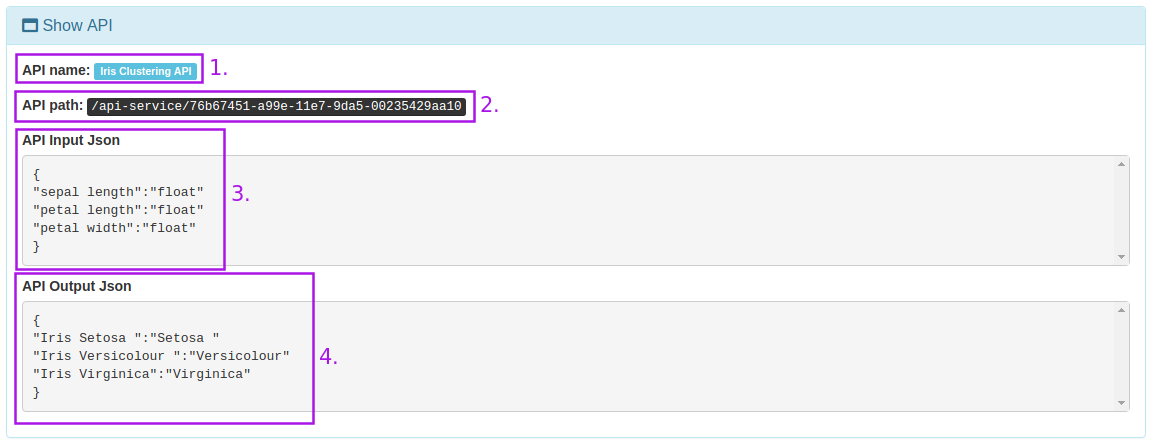 Show API
API name: Iris Clustering API 1.
API path: /api-service/76b67451-a99e-11e7-9da5-00235429aa10 2.
API Input Json
{
"sepal length":"float"
"petal length":"float"
"petal width":"float"
}
3.
API Output Json
{
"Iris Setosa ":"Setosa "
"Iris Versicolour ":"Versicolour"
"Iris Virginica":"Virginica"
}
4.